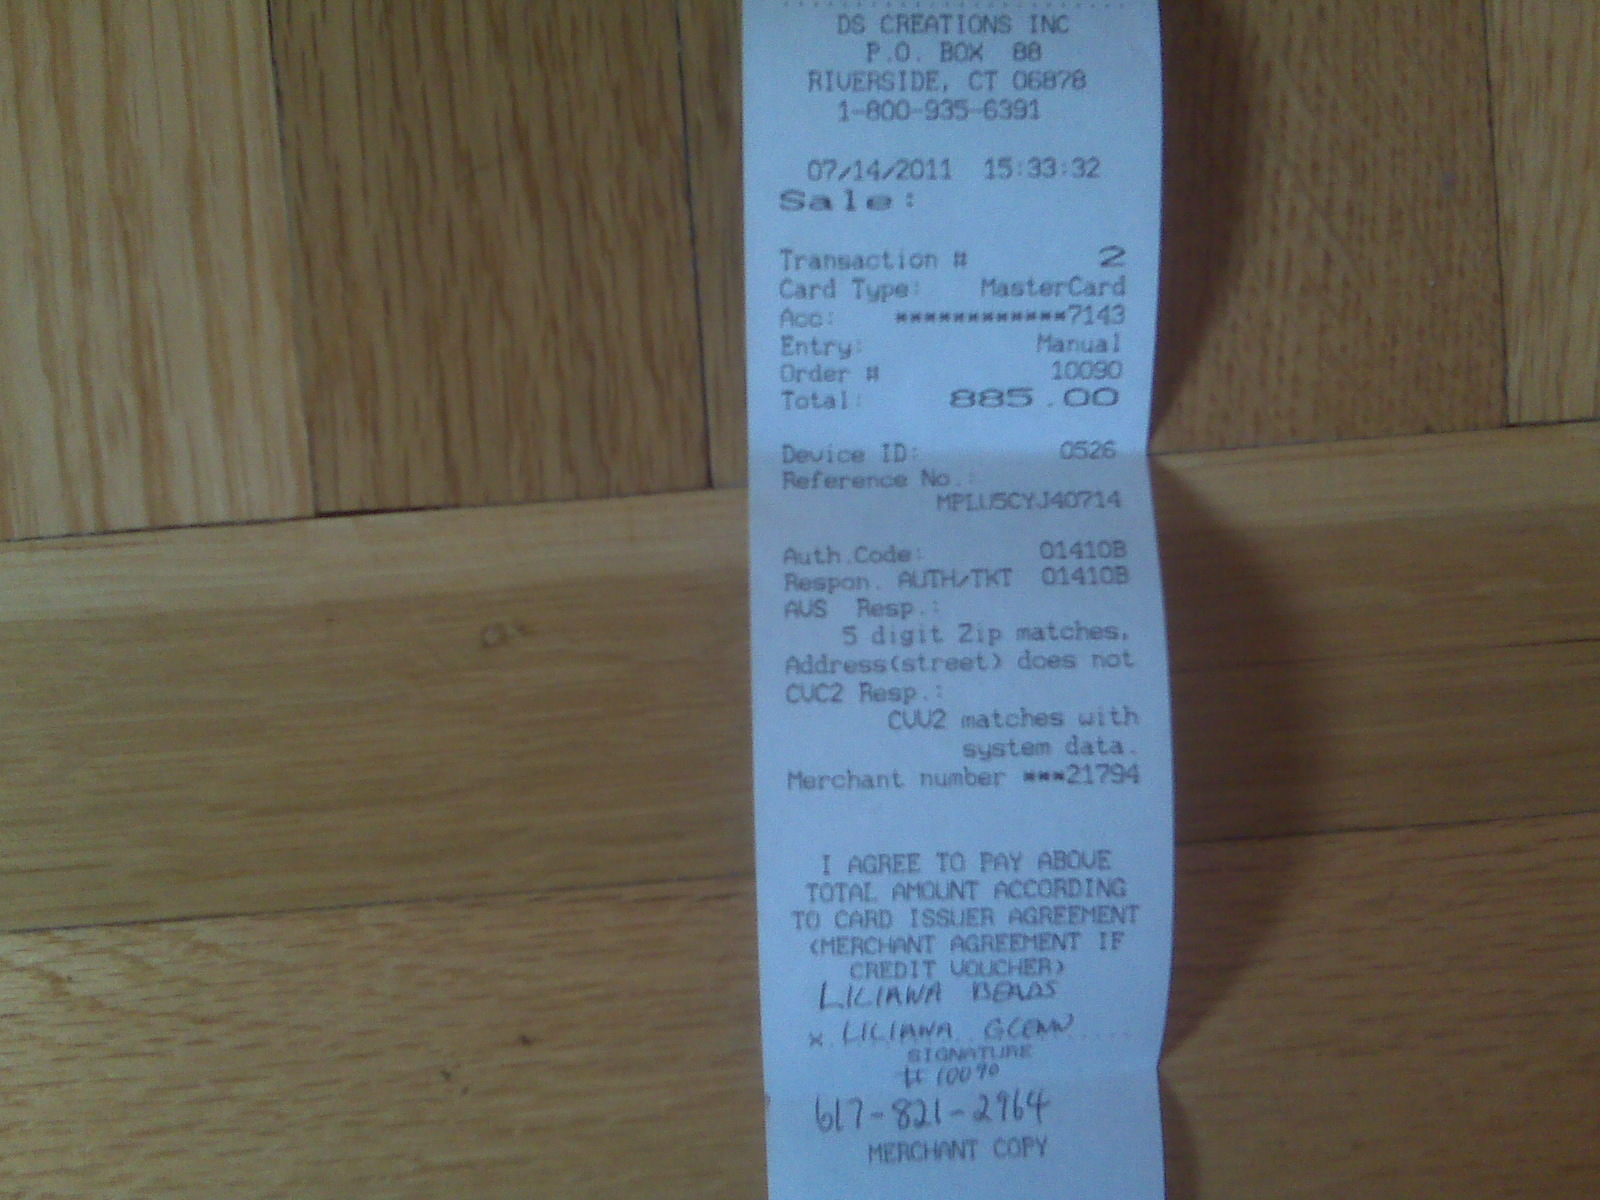 DS CREATIONS INC
P.O. BOX 88
RIVERSIDE, CT 06878
1-800-935-6391
07/14/2011 15:33:32
Sale:
Transaction # 2
Card Type: MasterCard
Acc: ************7143
Entry: Manual
Order # 10090
Total: 885.00
Device ID: 0526
Reference No.:
MPLU5CYJ40714
Auth.Code: 01410B
Respon. AUTH/TKT 01410B
AVS Resp.:
5 digit Zip matches,
Address(street) does not
CVC2 Resp.:
CVV2 matches with
system data.
Merchant number ***21794
I AGREE TO PAY ABOVE
TOTAL AMOUNT ACCORDING
TO CARD ISSUER AGREEMENT
(MERCHANT AGREEMENT IF
CREDIT VOUCHER)
LILIANA BEADS
x LILIANA GLENN
SIGNATURE
# 10090
617-821-2964
MERCHANT COPY